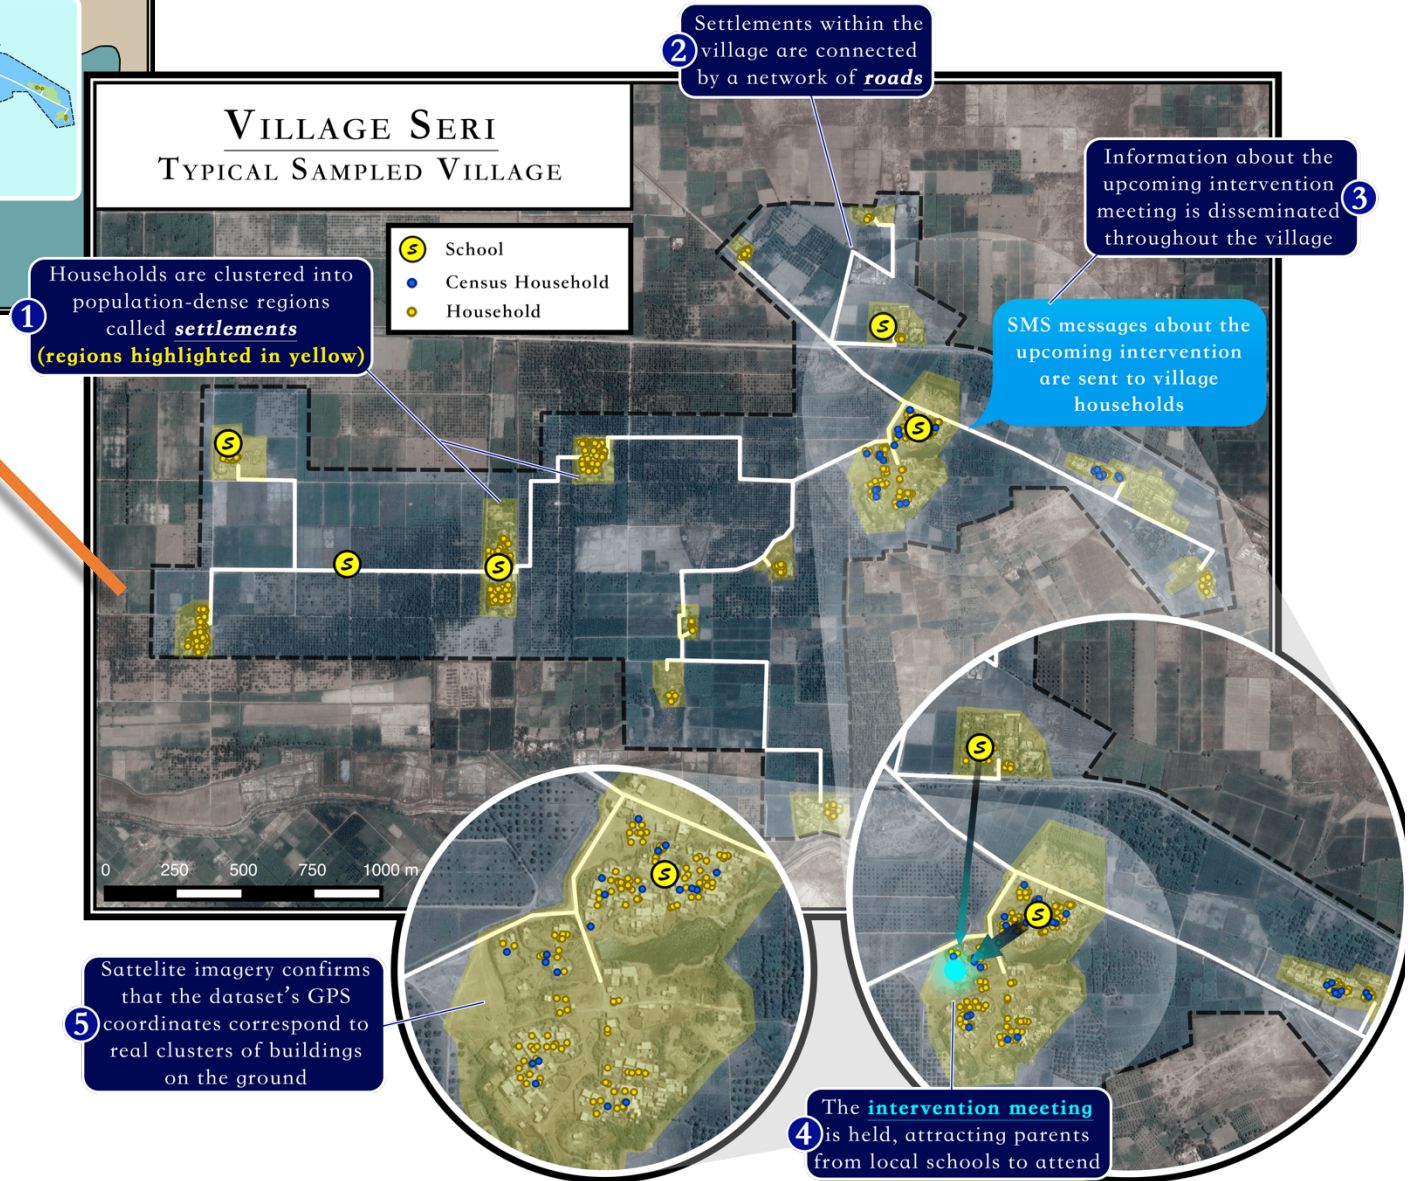 VILLAGE SERI
TYPICAL SAMPLED VILLAGE
S School
Census Household
Household
1
Households are clustered into
population-dense regions
called settlements
(regions highlighted in yellow)
2
Settlements within the
village are connected
by a network of roads
3
Information about the
upcoming intervention
meeting is disseminated
throughout the village
SMS messages about the
upcoming intervention
are sent to village
households
S
S
S
S
S
0 250 500 750 1000 m
S
S
S
4
The intervention meeting
is held, attracting parents
from local schools to attend
5
Sattelite imagery confirms
that the dataset's GPS
coordinates correspond to
real clusters of buildings
on the ground